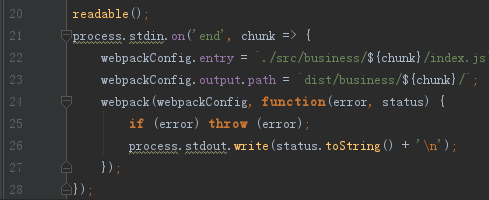 20 readable();
21 process.stdin.on('end', chunk => {
22 webpackConfig.entry = `./src/business/${chunk}/index.js
23 webpackConfig.output.path = `dist/business/${chunk}/`;
24 webpack(webpackConfig, function(error, status) {
25 if (error) throw (error);
26 process.stdout.write(status.toString() + '\n');
27 });
28 });